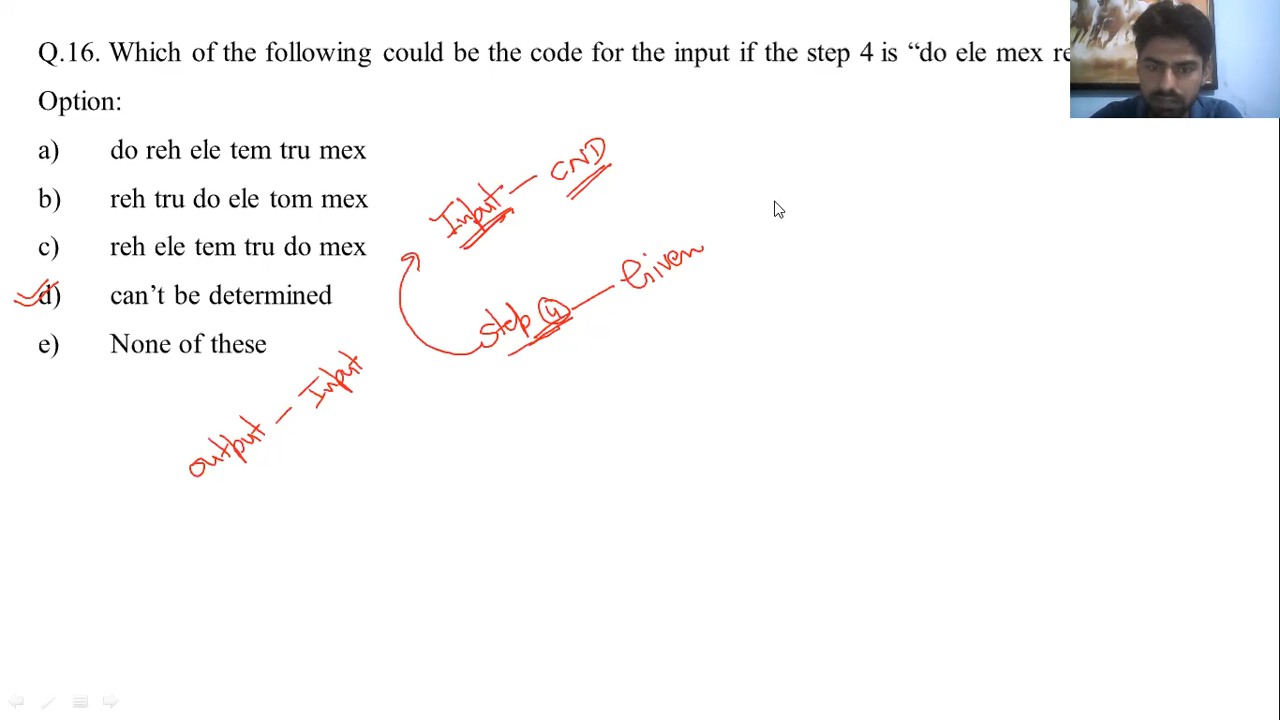 Q.16. Which of the following could be the code for the input if the step 4 is “do ele mex re
Option:
a) do reh ele tem tru mex
b) reh tru do ele tom mex
c) reh ele tem tru do mex
d) can’t be determined
e) None of these
Input - CND
Step 4 - Given
output - Input